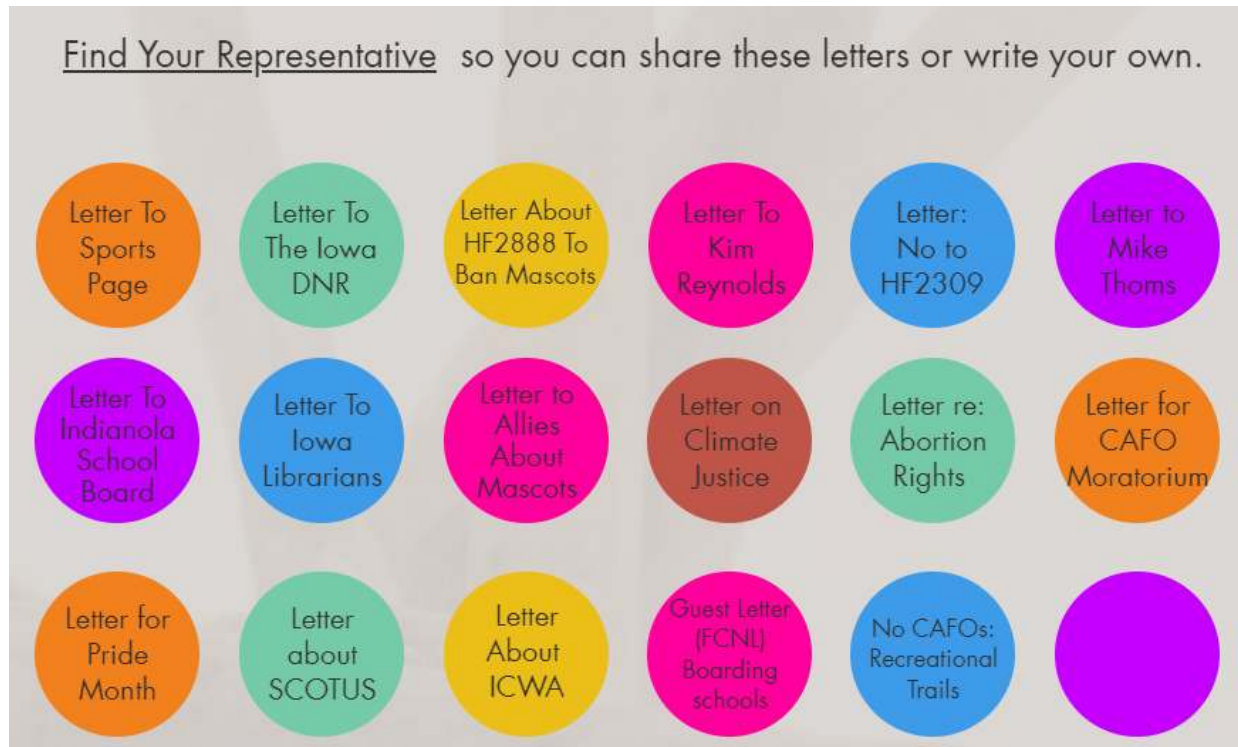 Find Your Representative so you can share these letters or write your own.
Letter To
Sports
Page
Letter To
The Iowa
DNR
Letter About
HF2888 To
Ban Mascots
Letter To
Kim
Reynolds
Letter:
No to
HF2309
Letter to
Mike
Thoms
Letter To
Indianola
School
Board
Letter To
Iowa
Librarians
Letter to
Allies
About
Mascots
Letter on
Climate
Justice
Letter re:
Abortion
Rights
Letter for
CAFO
Moratorium
Letter for
Pride
Month
Letter
about
SCOTUS
Letter
About
ICWA
Guest Letter
(FCNL)
Boarding
schools
No CAFOs:
Recreational
Trails